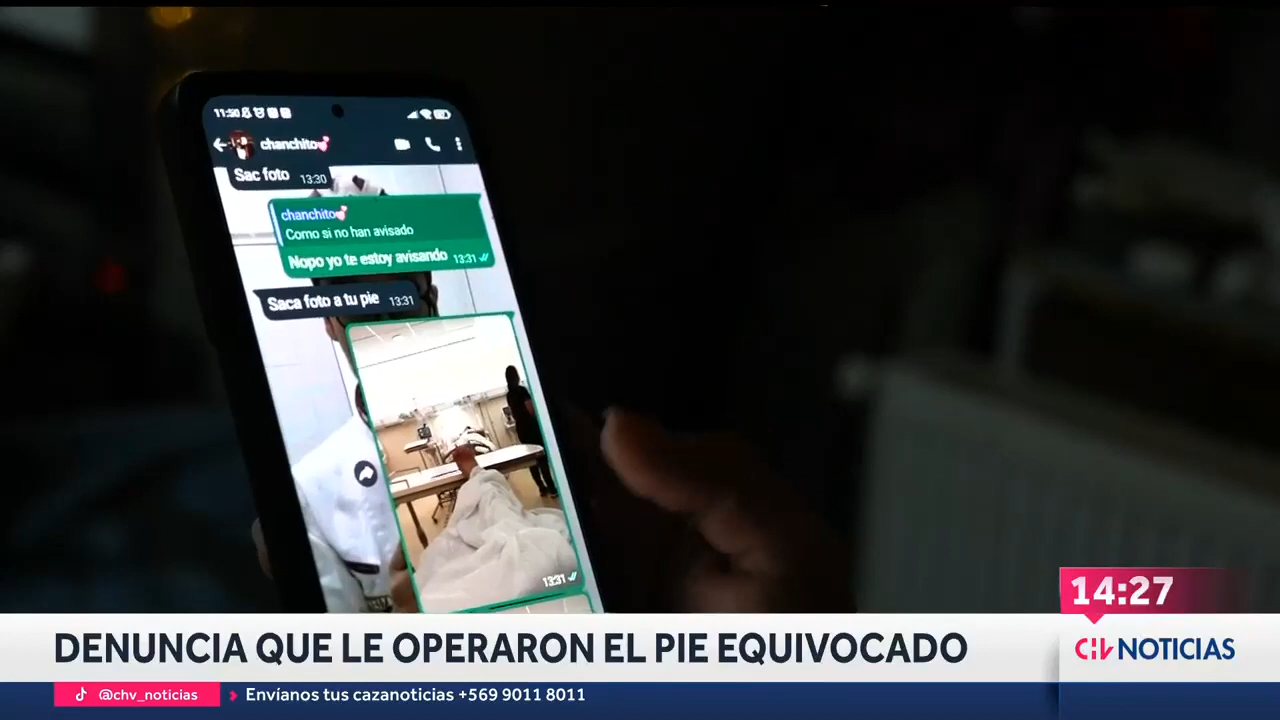 11:50
chanchito💕
Sac foto 13:30
chanchito💕
Como si no han avisado
Nopo yo te estoy avisando 13:31
Saca foto a tu pie 13:31
13:31
14:27
DENUNCIA QUE LE OPERARON EL PIE EQUIVOCADO
CHV NOTICIAS
@chv_noticias
Envíanos tus cazanoticias +569 9011 8011